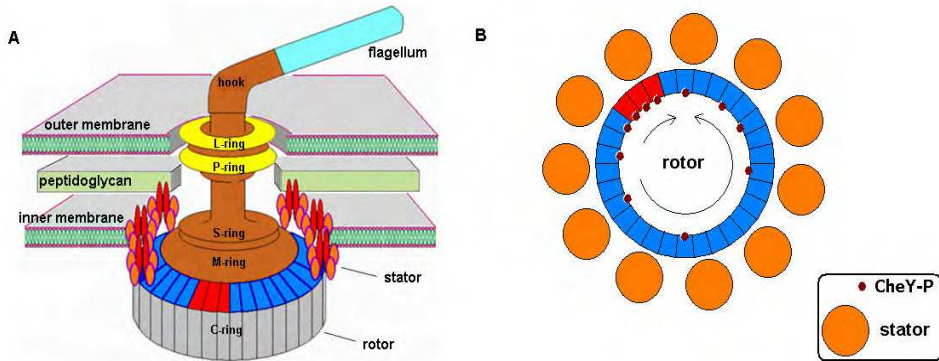 A
flagellum
hook
outer membrane
L-ring
P-ring
peptidoglycan
inner membrane
S-ring
M-ring
stator
C-ring
rotor
B
rotor
CheY-P
stator